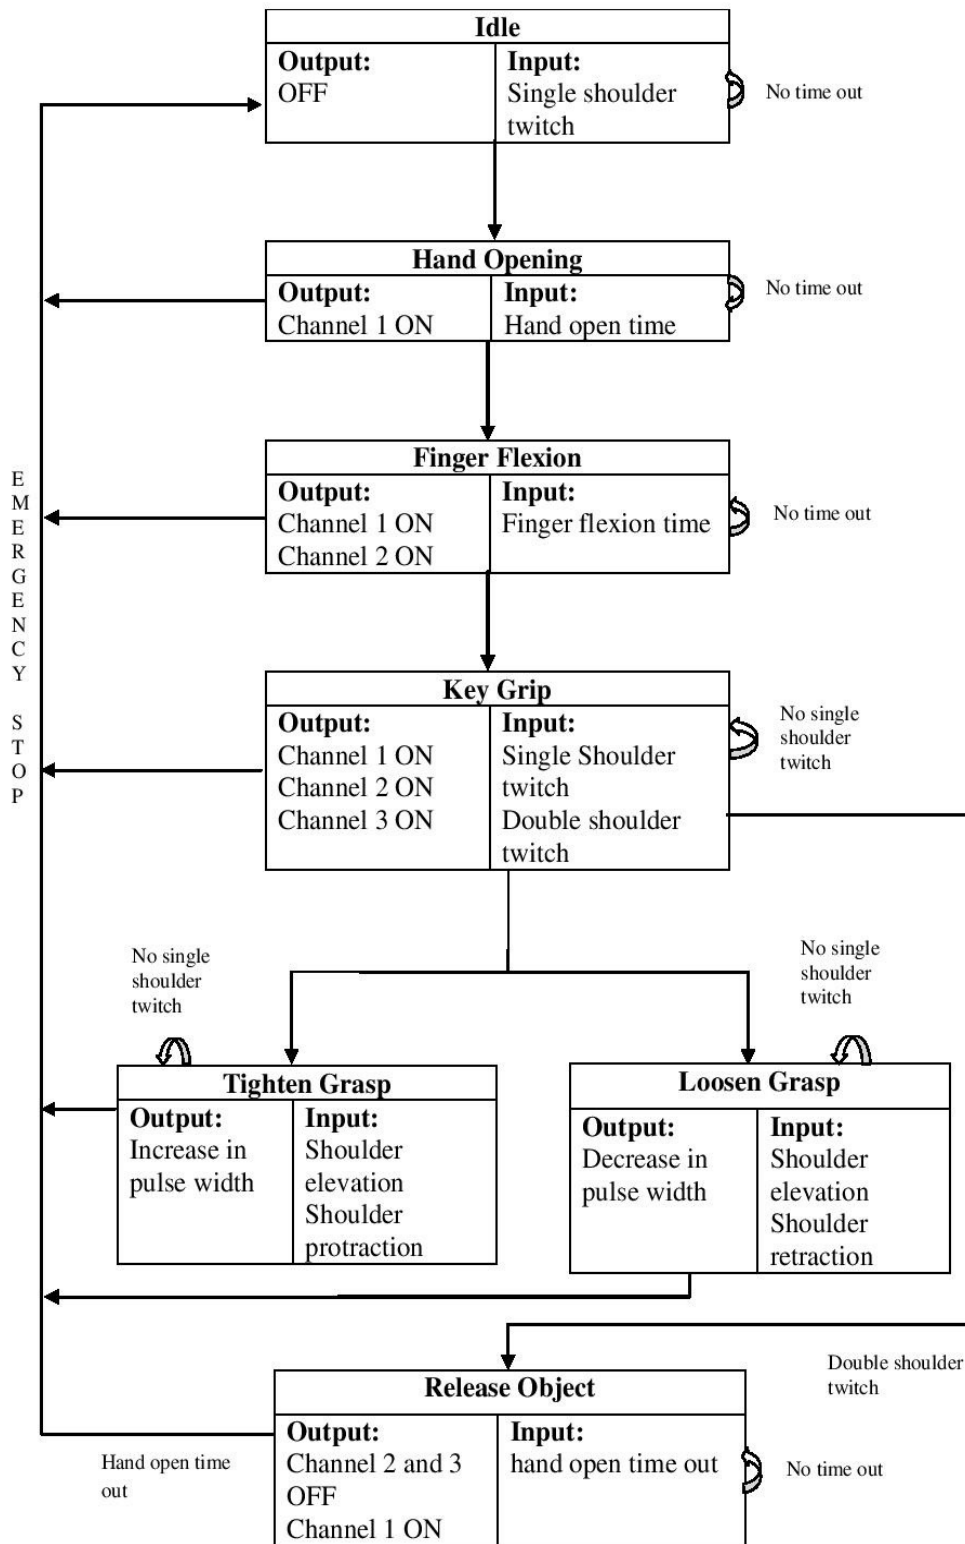 Idle
Output:
OFF
Input:
Single shoulder
twitch
No time out
Hand Opening
Output:
Channel 1 ON
Input:
Hand open time
No time out
Finger Flexion
Output:
Channel 1 ON
Channel 2 ON
Input:
Finger flexion time
No time out
EMERGENCY STOP
Key Grip
Output:
Channel 1 ON
Channel 2 ON
Channel 3 ON
Input:
Single Shoulder
twitch
Double shoulder
twitch
No single
shoulder
twitch
No single
shoulder
twitch
Tighten Grasp
Output:
Increase in
pulse width
Input:
Shoulder
elevation
Shoulder
protraction
No single
shoulder
twitch
Loosen Grasp
Output:
Decrease in
pulse width
Input:
Shoulder
elevation
Shoulder
retraction
Double shoulder
twitch
Release Object
Output:
Channel 2 and 3
OFF
Channel 1 ON
Input:
hand open time out
No time out
Hand open time
out